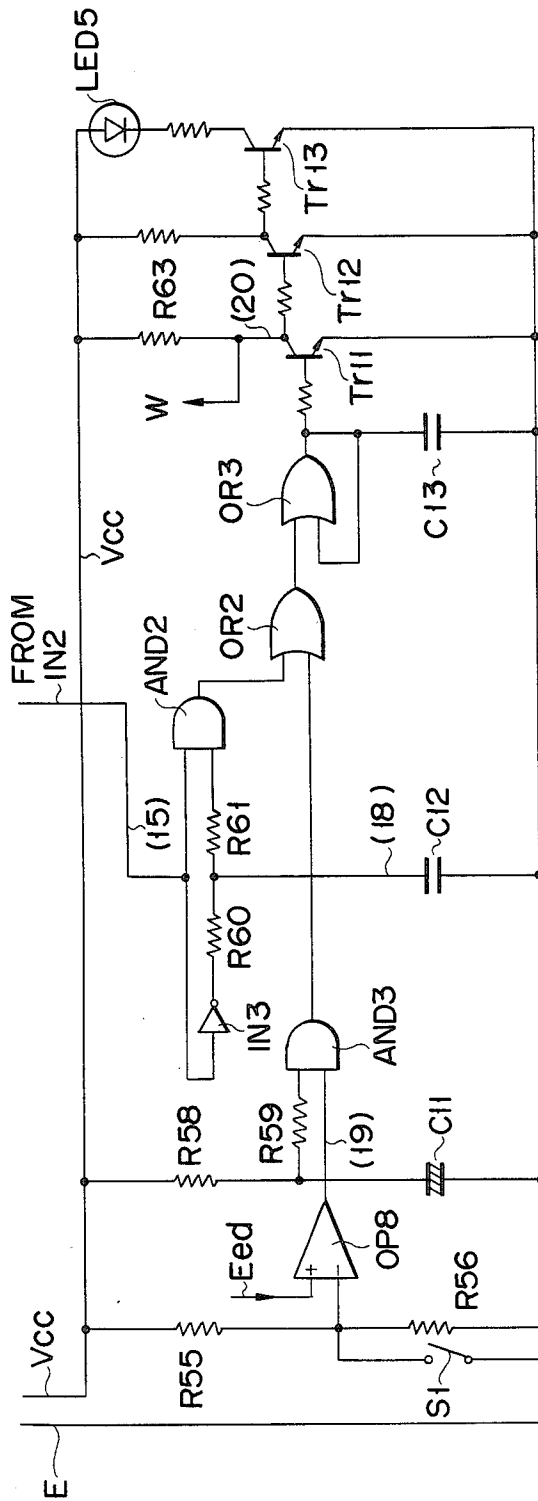 E
Vcc
FROM
IN2
Vcc
LED5
R55
R58
(15)
AND2
W
R63
(20)
Eed
+
−
OP8
R59
IN3
R60
R61
OR2
OR3
Tr11
Tr12
Tr13
(19)
AND3
S1
R56
C11
(18)
C12
C13